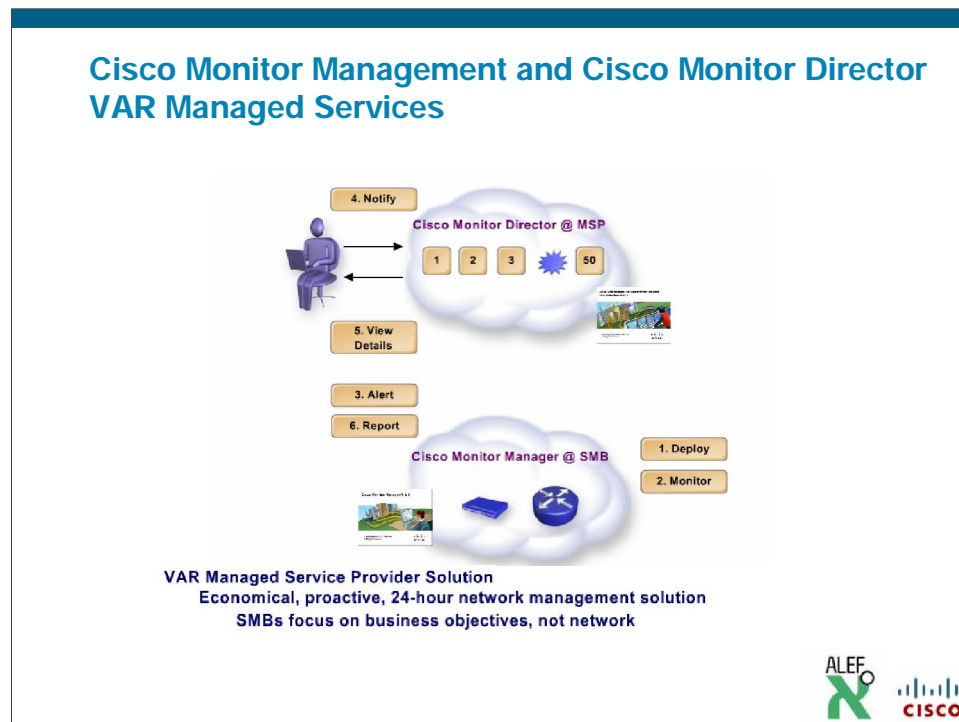 Cisco Monitor Management and Cisco Monitor Director
VAR Managed Services
4. Notify
Cisco Monitor Director @ MSP
1
2
3
50
5. View
Details
3. Alert
6. Report
Cisco Monitor Manager @ SMB
1. Deploy
2. Monitor
VAR Managed Service Provider Solution
Economical, proactive, 24-hour network management solution
SMBs focus on business objectives, not network
ALEF
CISCO